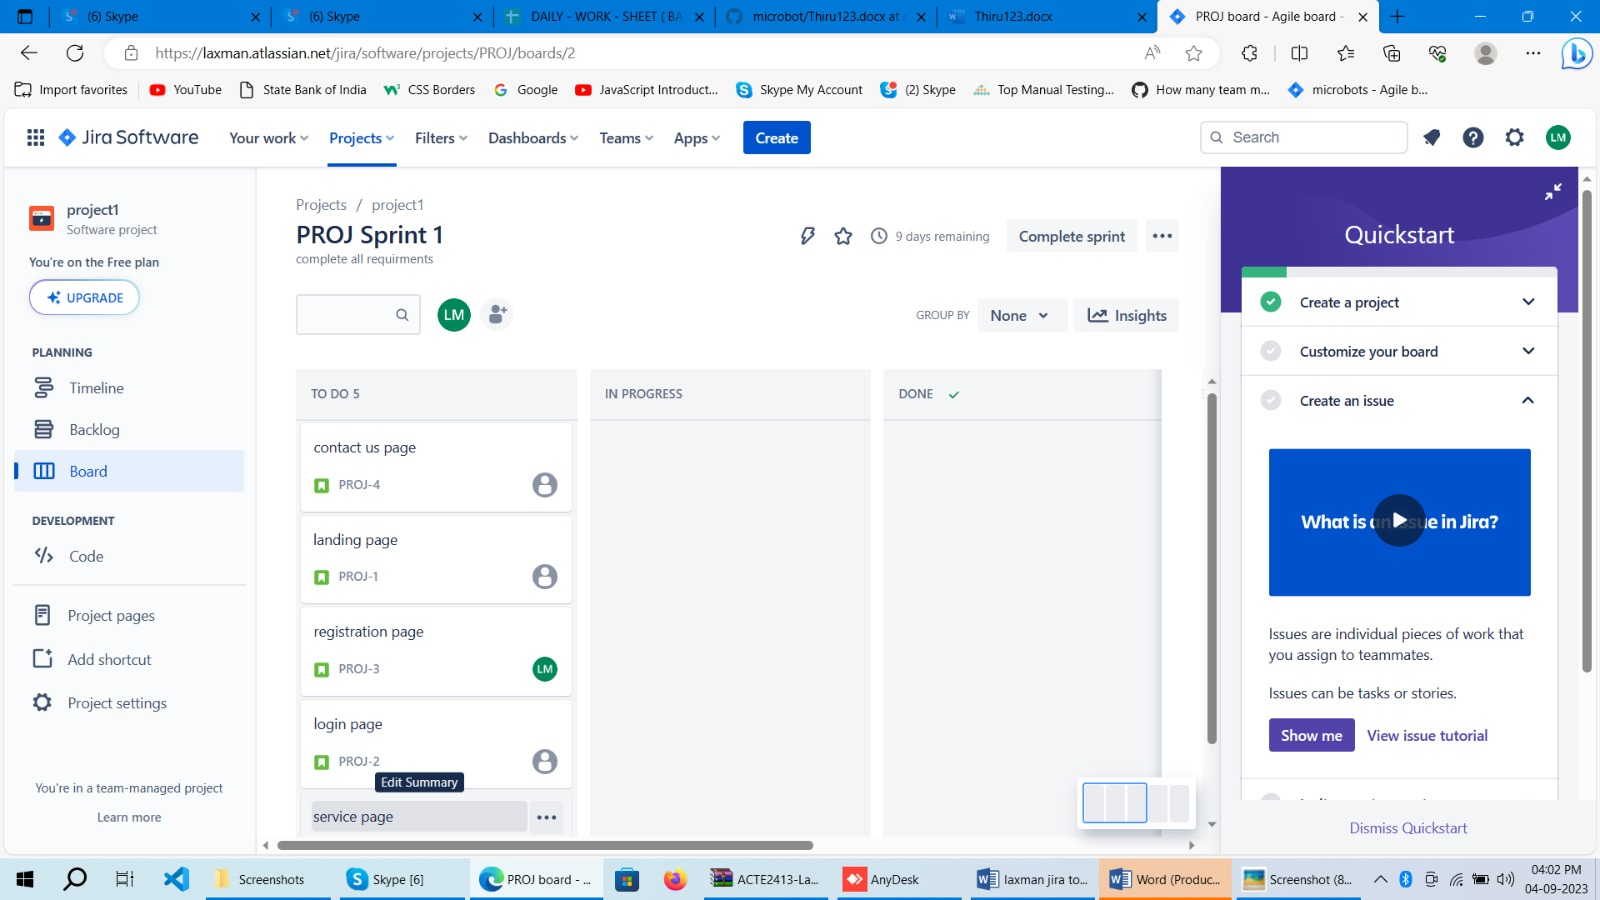 (6) Skype
(6) Skype
DAILY - WORK - SHEET ( BA
microbot/Thiru123.docx at
Thiru123.docx
PROJ board - Agile board -
https://laxman.atlassian.net/jira/software/projects/PROJ/boards/2
Import favorites
YouTube
State Bank of India
CSS Borders
Google
JavaScript Introduct...
Skype My Account
(2) Skype
Top Manual Testing...
How many team m...
microbots - Agile b...
Jira Software
Your work
Projects
Filters
Dashboards
Teams
Apps
Create
Search
LM
project1
Software project
You're on the Free plan
UPGRADE
PLANNING
Timeline
Backlog
Board
DEVELOPMENT
Code
Project pages
Add shortcut
Project settings
You're in a team-managed project
Learn more
Projects / project1
PROJ Sprint 1
complete all requirments
9 days remaining
Complete sprint
LM
GROUP BY
None
Insights
TO DO 5
IN PROGRESS
DONE
contact us page
PROJ-4
landing page
PROJ-1
registration page
PROJ-3
LM
login page
PROJ-2
Edit Summary
service page
Quickstart
Create a project
Customize your board
Create an issue
What is an issue in Jira?
Issues are individual pieces of work that
you assign to teammates.
Issues can be tasks or stories.
Show me
View issue tutorial
Dismiss Quickstart
Screenshots
Skype [6]
PROJ board - ...
ACTE2413-La...
AnyDesk
laxman jira to...
Word (Produc...
Screenshot (8...
04:02 PM
04-09-2023